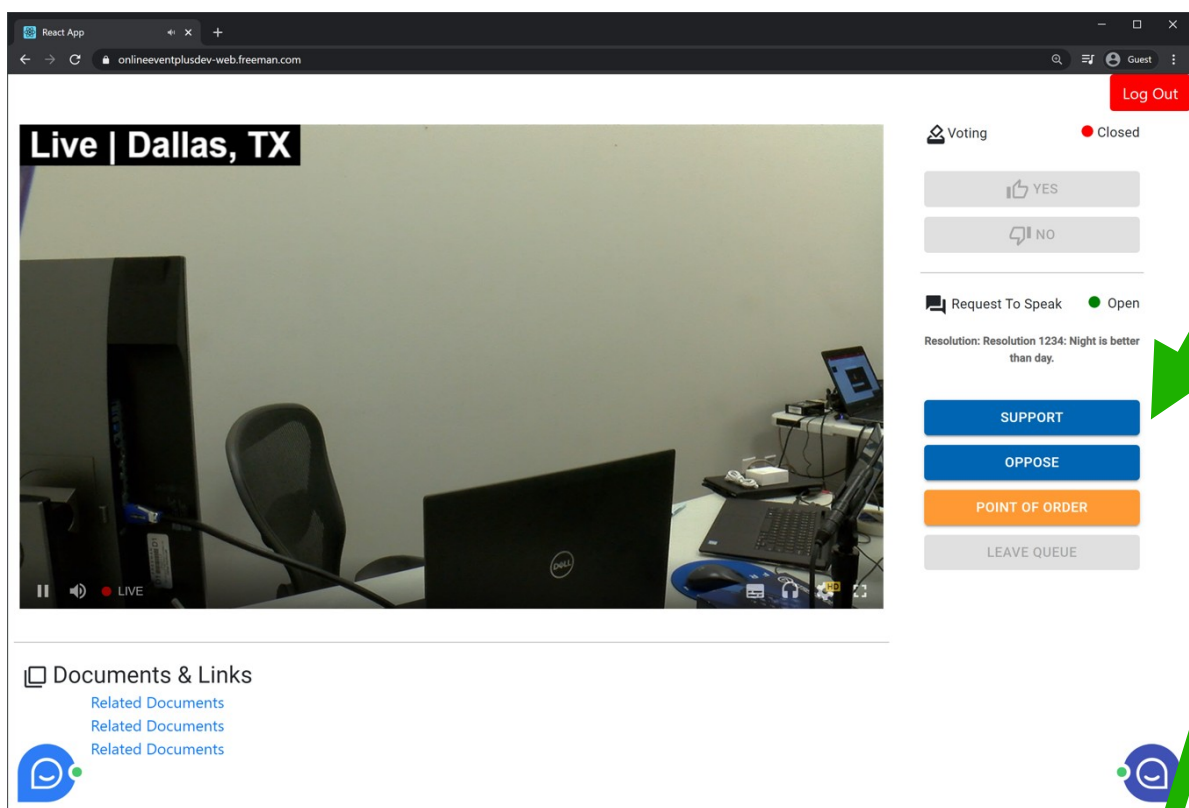 React App
onlineeventplusdev-web.freeman.com
Guest
Log Out
Live | Dallas, TX
Voting
Closed
YES
NO
Request To Speak
Open
Resolution: Resolution 1234: Night is better
than day.
SUPPORT
OPPOSE
POINT OF ORDER
LEAVE QUEUE
DELL
LIVE
HD
Documents & Links
Related Documents
Related Documents
Related Documents